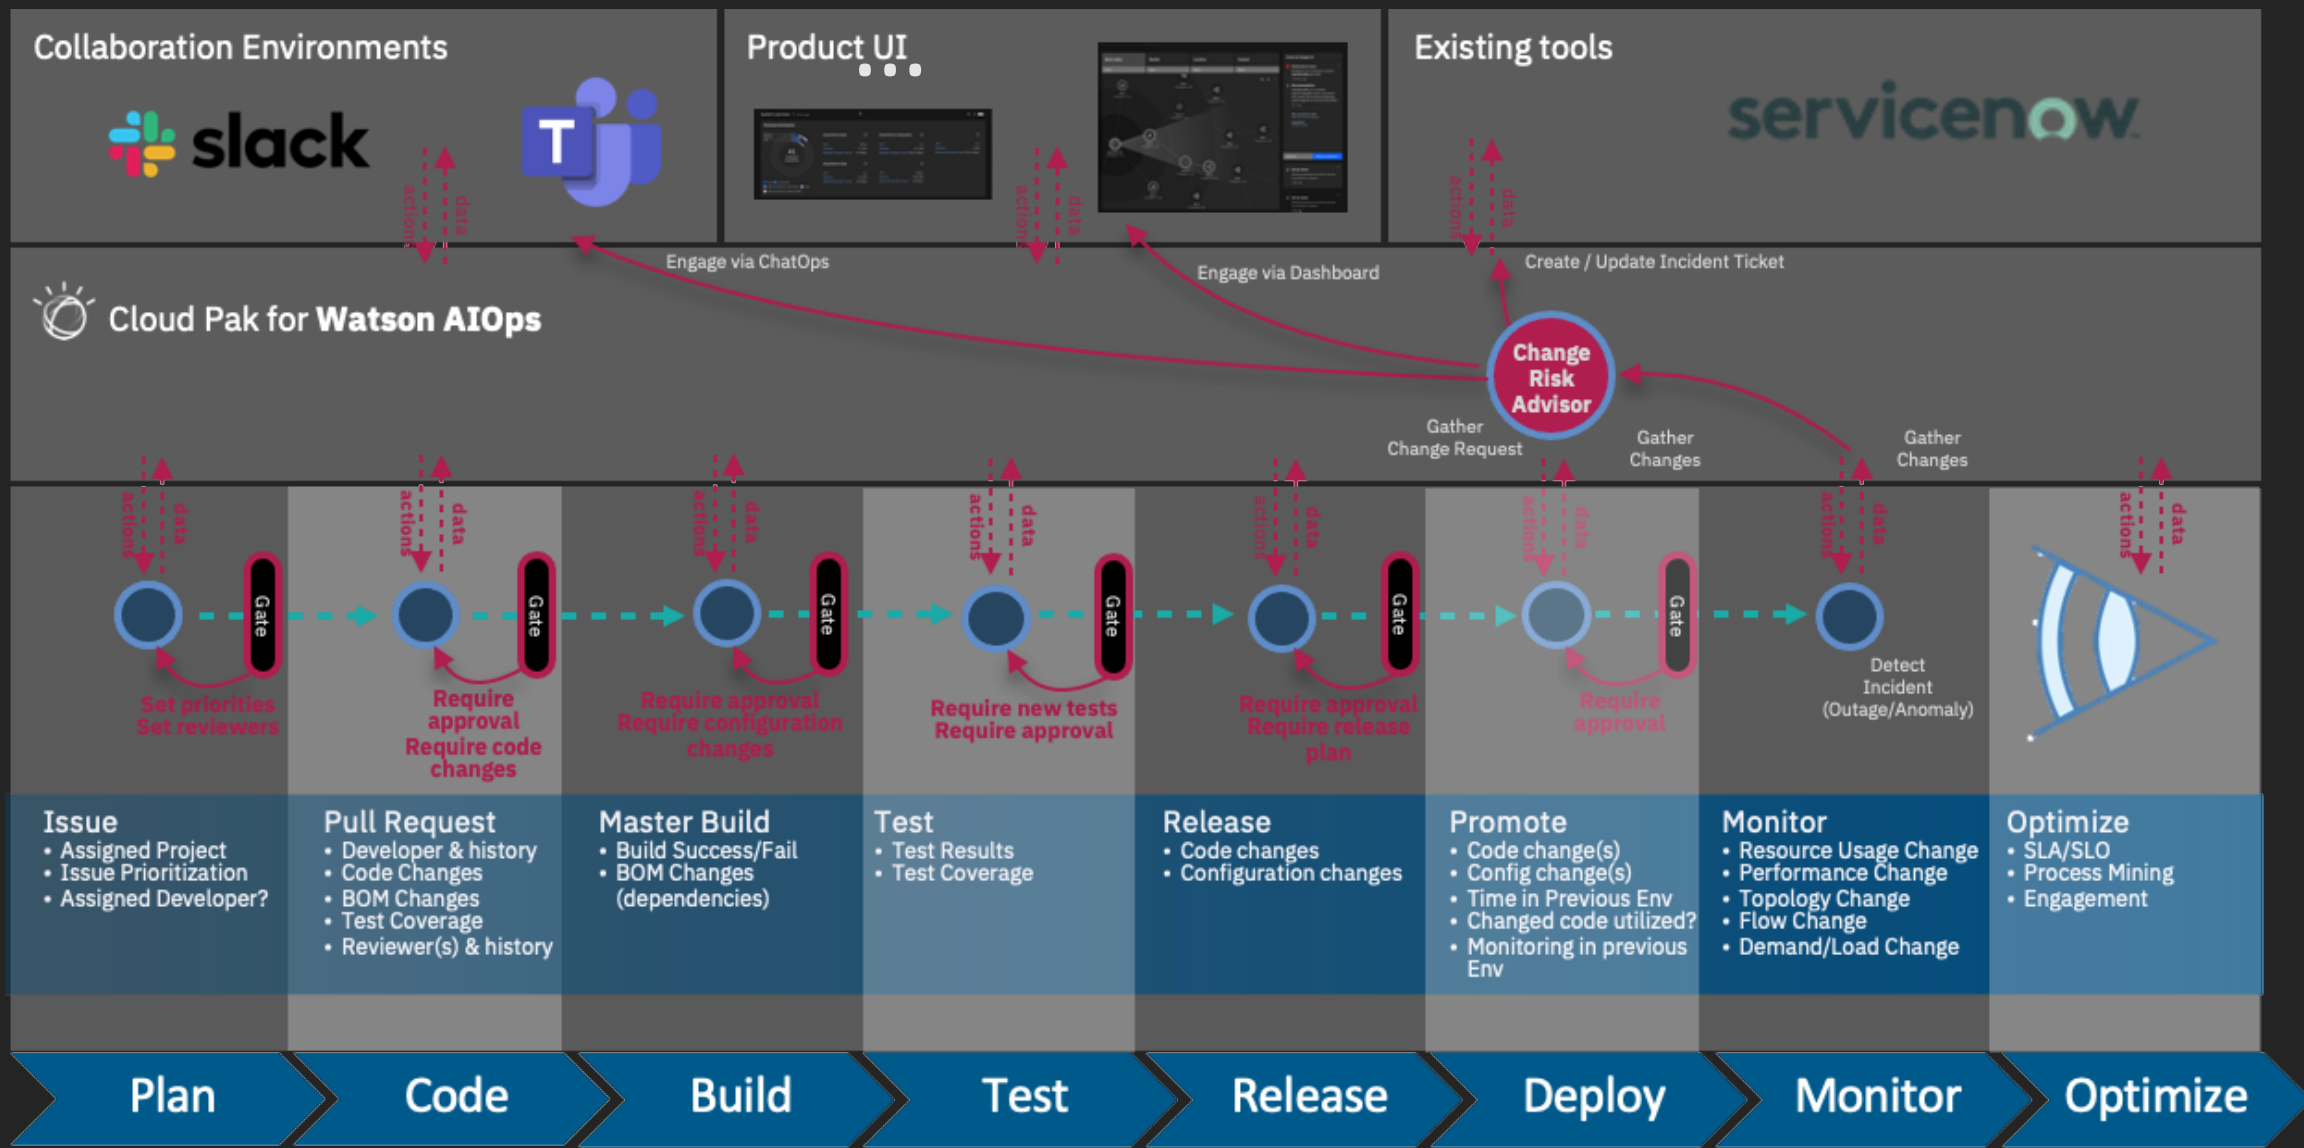 Collaboration Environments
slack
T
actions
data
Product UI
actions
data
Existing tools
servicenow
actions
data
Engage via ChatOps
Engage via Dashboard
Create / Update Incident Ticket
Cloud Pak for Watson AIOps
Change
Risk
Advisor
Gather
Change Request
Gather
Changes
Gather
Changes
actions
data
actions
data
actions
data
actions
data
actions
data
actions
data
actions
data
actions
data
Gate
Gate
Gate
Gate
Gate
Gate
Set priorities
Set reviewers
Require
approval
Require code
changes
Require approval
Require configuration
changes
Require new tests
Require approval
Require approval
Require release
plan
Require
approval
Detect
Incident
(Outage/Anomaly)
Issue
• Assigned Project
• Issue Prioritization
• Assigned Developer?
Pull Request
• Developer & history
• Code Changes
• BOM Changes
• Test Coverage
• Reviewer(s) & history
Master Build
• Build Success/Fail
• BOM Changes
(dependencies)
Test
• Test Results
• Test Coverage
Release
• Code changes
• Configuration changes
Promote
• Code change(s)
• Config change(s)
• Time in Previous Env
• Changed code utilized?
• Monitoring in previous
Env
Monitor
• Resource Usage Change
• Performance Change
• Topology Change
• Flow Change
• Demand/Load Change
Optimize
• SLA/SLO
• Process Mining
• Engagement
Plan
Code
Build
Test
Release
Deploy
Monitor
Optimize